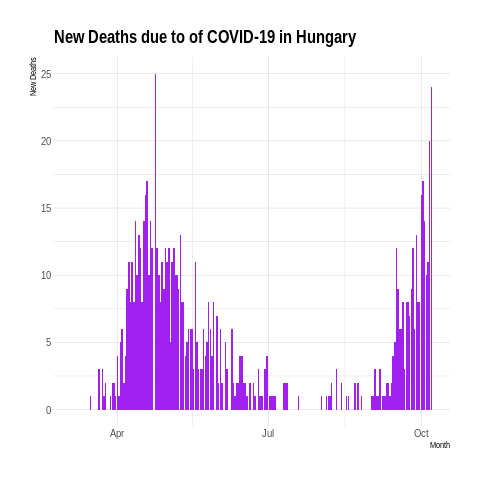 New Deaths due to of COVID-19 in Hungary
New Deaths
25
20
15
10
5
0
Apr
Jul
Oct
Month